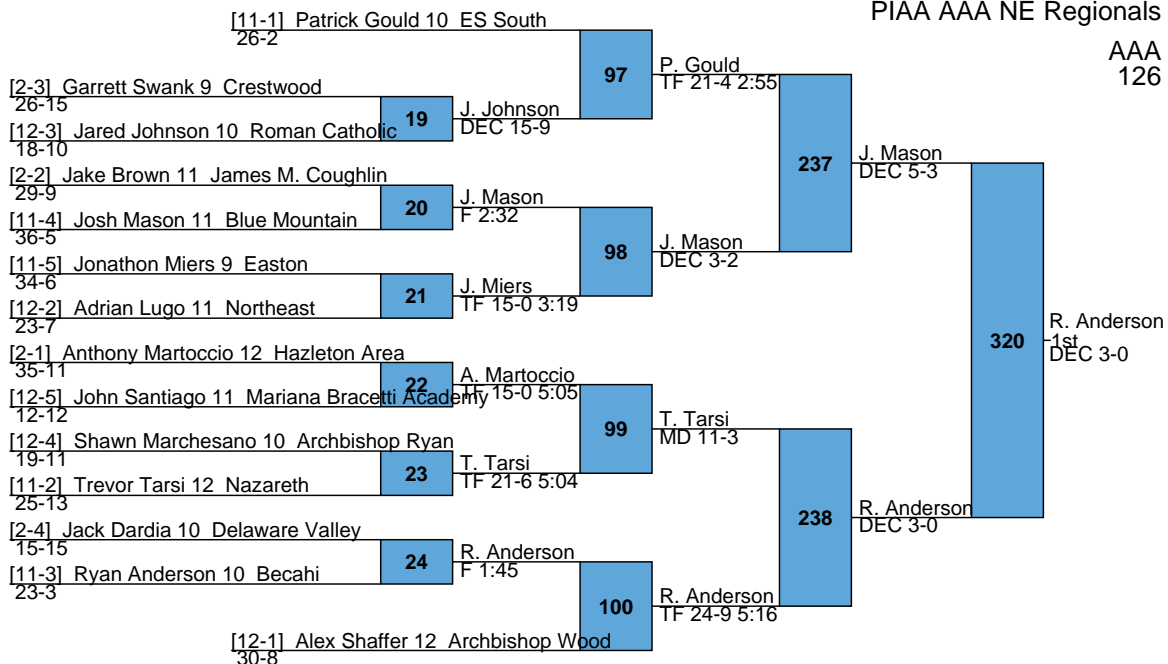 PIAA AAA NE Regionals
AAA
126
[11-1] Patrick Gould 10 ES South
26-2
97
P. Gould
TF 21-4 2:55
[2-3] Garrett Swank 9 Crestwood
26-15
19
J. Johnson
DEC 15-9
[12-3] Jared Johnson 10 Roman Catholic
18-10
237
J. Mason
DEC 5-3
[2-2] Jake Brown 11 James M. Coughlin
29-9
20
J. Mason
F 2:32
[11-4] Josh Mason 11 Blue Mountain
36-5
98
J. Mason
DEC 3-2
[11-5] Jonathon Miers 9 Easton
34-6
21
J. Miers
TF 15-0 3:19
[12-2] Adrian Lugo 11 Northeast
23-7
320
R. Anderson
1st
DEC 3-0
[2-1] Anthony Martoccio 12 Hazleton Area
35-11
22
A. Martoccio
TF 15-0 5:05
[12-5] John Santiago 11 Mariana Bracetti Academy
12-12
99
T. Tarsi
MD 11-3
[12-4] Shawn Marchesano 10 Archbishop Ryan
19-11
23
T. Tarsi
TF 21-6 5:04
[11-2] Trevor Tarsi 12 Nazareth
25-13
238
R. Anderson
DEC 3-0
[2-4] Jack Dardia 10 Delaware Valley
15-15
24
R. Anderson
F 1:45
[11-3] Ryan Anderson 10 Becahi
23-3
100
R. Anderson
TF 24-9 5:16
[12-1] Alex Shaffer 12 Archbishop Wood
30-8